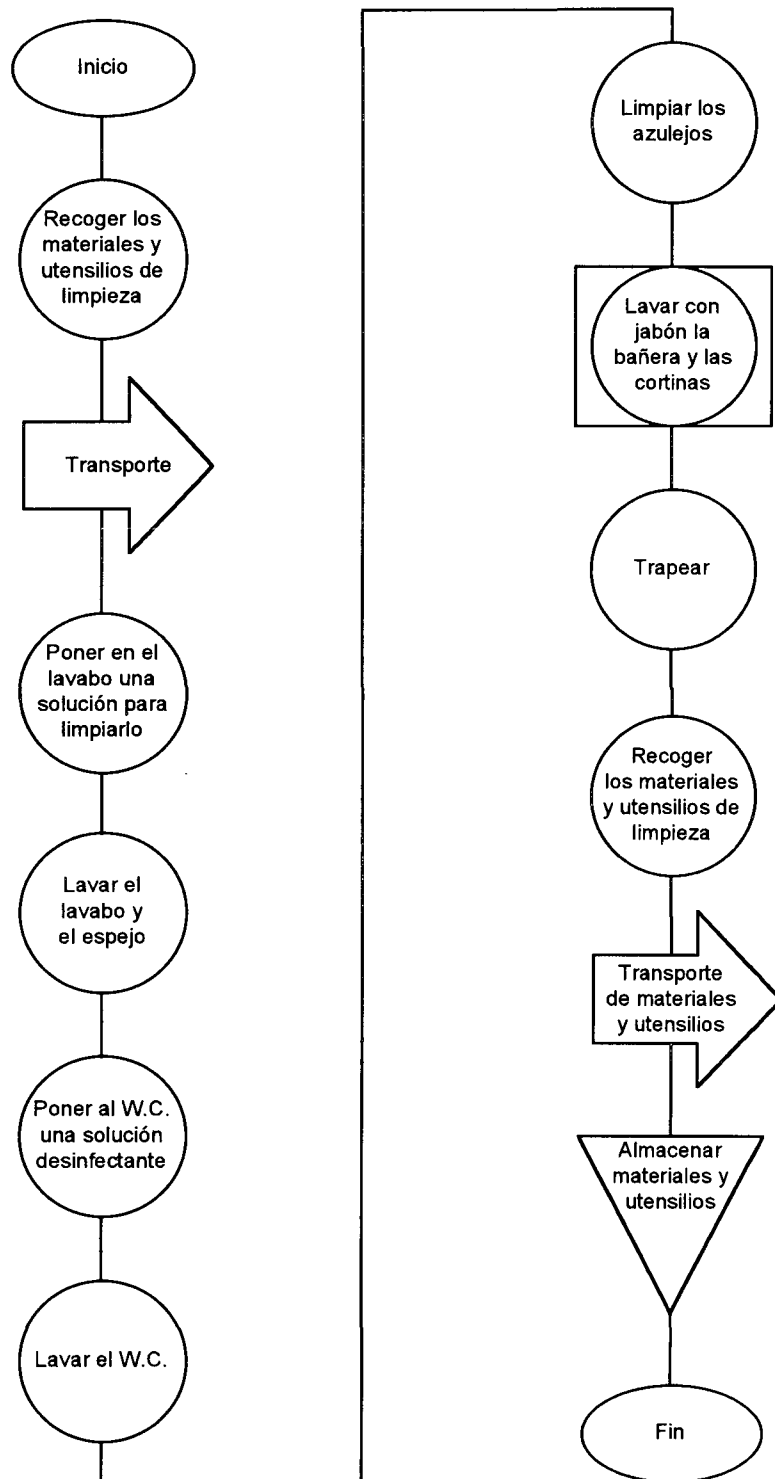 Inicio
Recoger los
materiales y
utensilios de
limpieza
Transporte
Poner en el
lavabo una
solución para
limpiarlo
Lavar el
lavabo y
el espejo
Poner al W.C.
una solución
desinfectante
Lavar el W.C.
Limpiar los
azulejos
Lavar con
jabón la
bañera y las
cortinas
Trapear
Recoger
los materiales
y utensilios de
limpieza
Transporte
de materiales
y utensilios
Almacenar
materiales y
utensilios
Fin